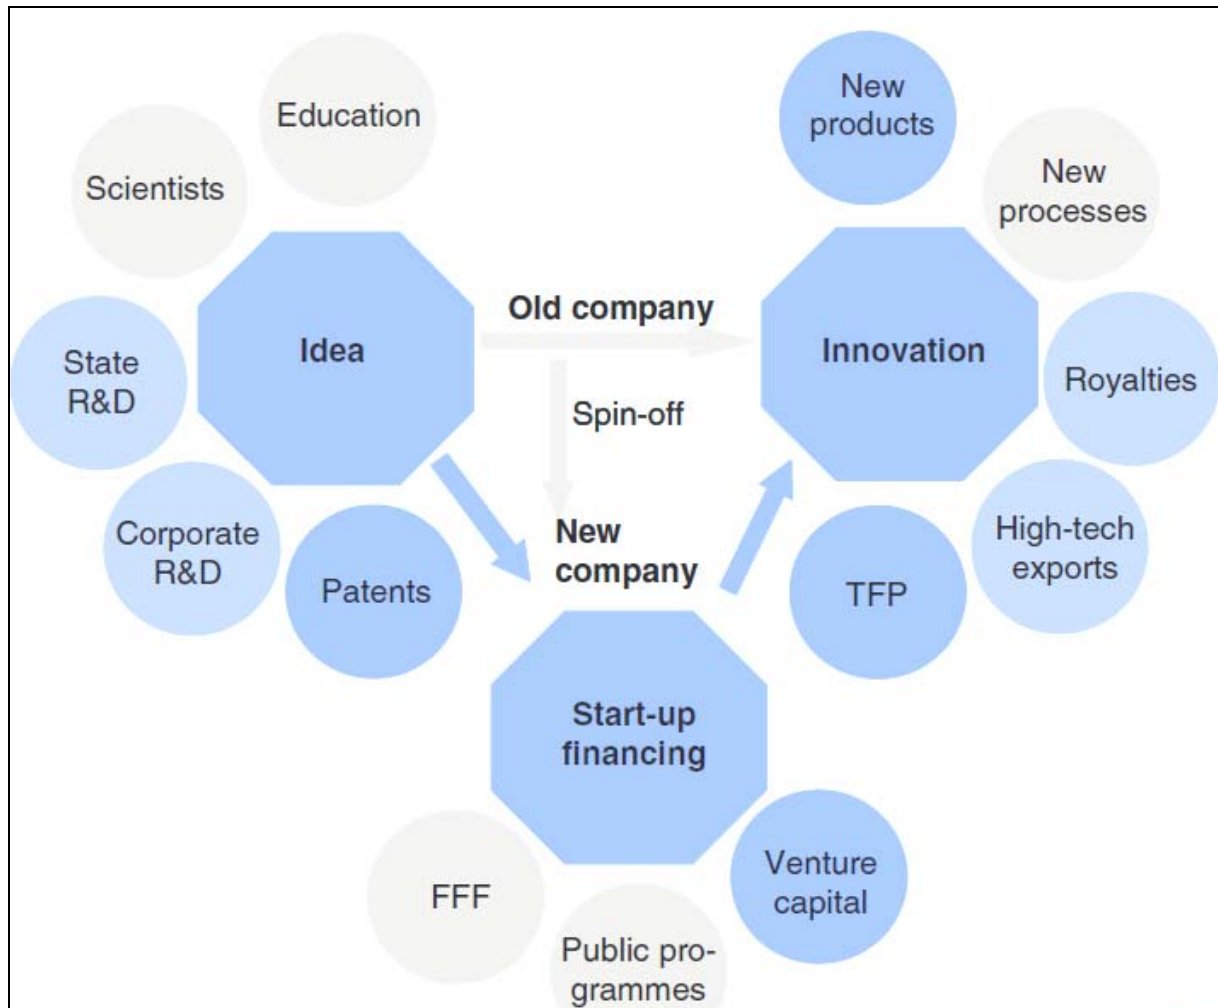 Education
Scientists
State
R&D
Corporate
R&D
Patents
Idea
Old company
Spin-off
New
company
Innovation
New
products
New
processes
Royalties
High-tech
exports
TFP
Start-up
financing
FFF
Public pro-
grammes
Venture
capital